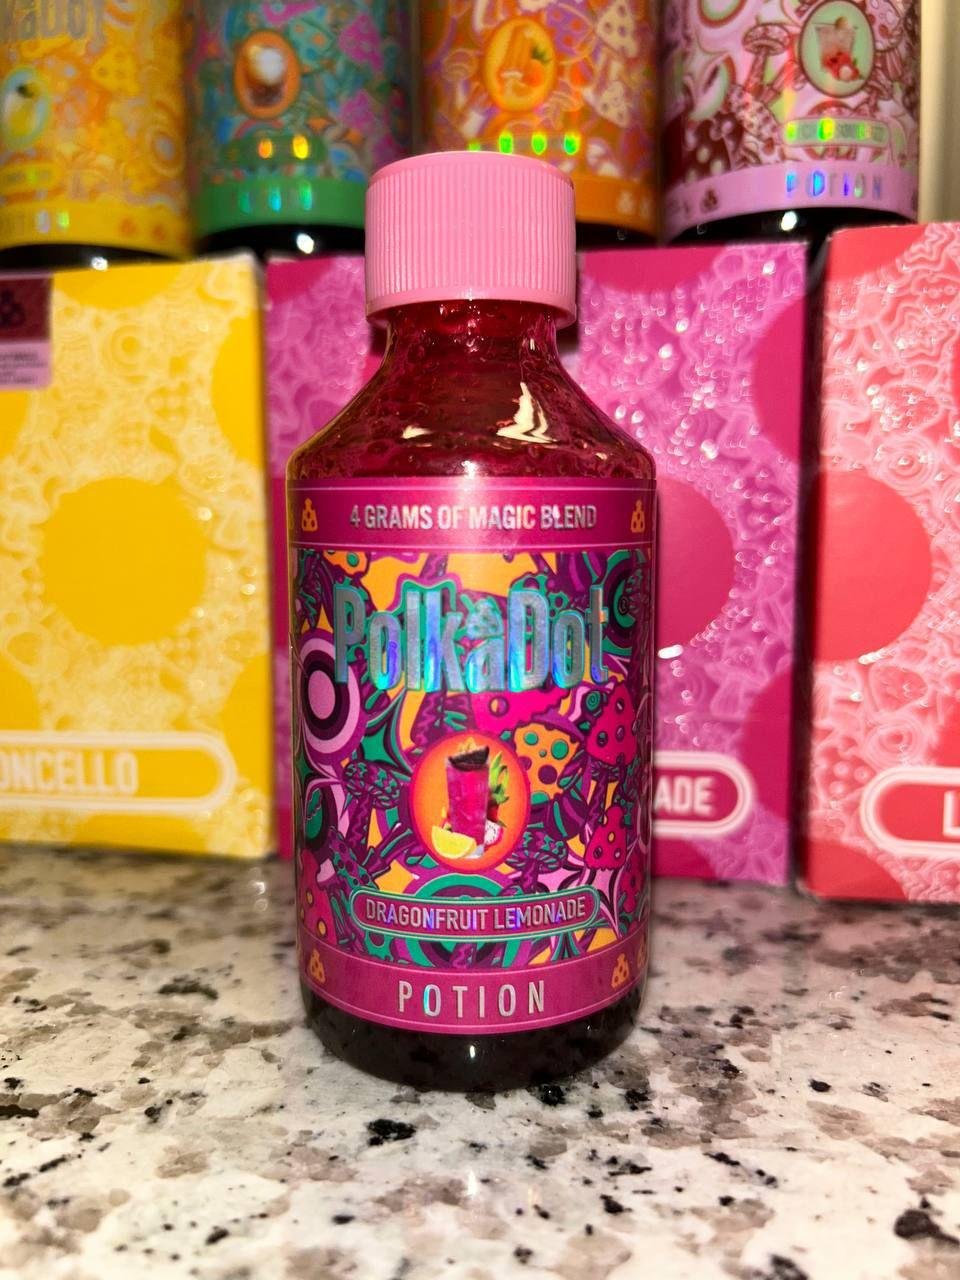 POTION
4 GRAMS OF MAGIC BLEND
PolkaDot
DRAGONFRUIT LEMONADE
POTION
ONCELLO
ADE
L